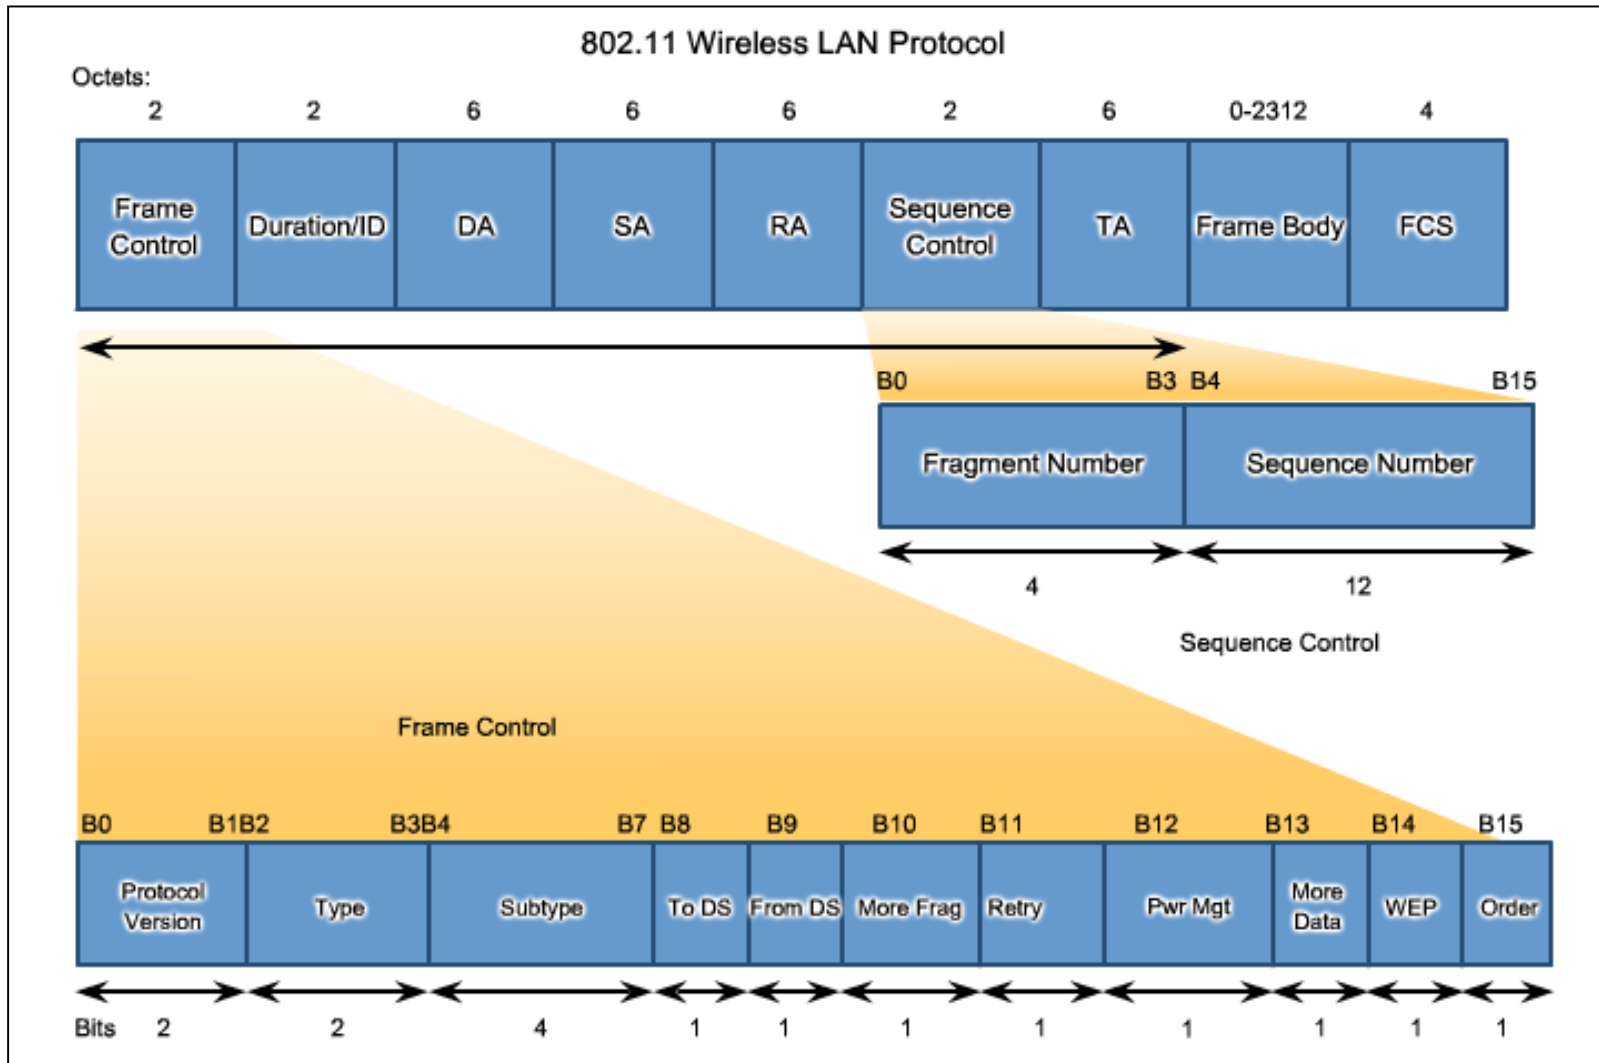 802.11 Wireless LAN Protocol
Octets:
2 2 6 6 6 2 6 0-2312 4
Frame Control Duration/ID DA SA RA Sequence Control TA Frame Body FCS
B0 B3 B4 B15
Fragment Number Sequence Number
4 12
Sequence Control
Frame Control
B0 B1B2 B3B4 B7 B8 B9 B10 B11 B12 B13 B14 B15
Protocol Version Type Subtype To DS From DS More Frag Retry Pwr Mgt More Data WEP Order
Bits 2 2 4 1 1 1 1 1 1 1 1